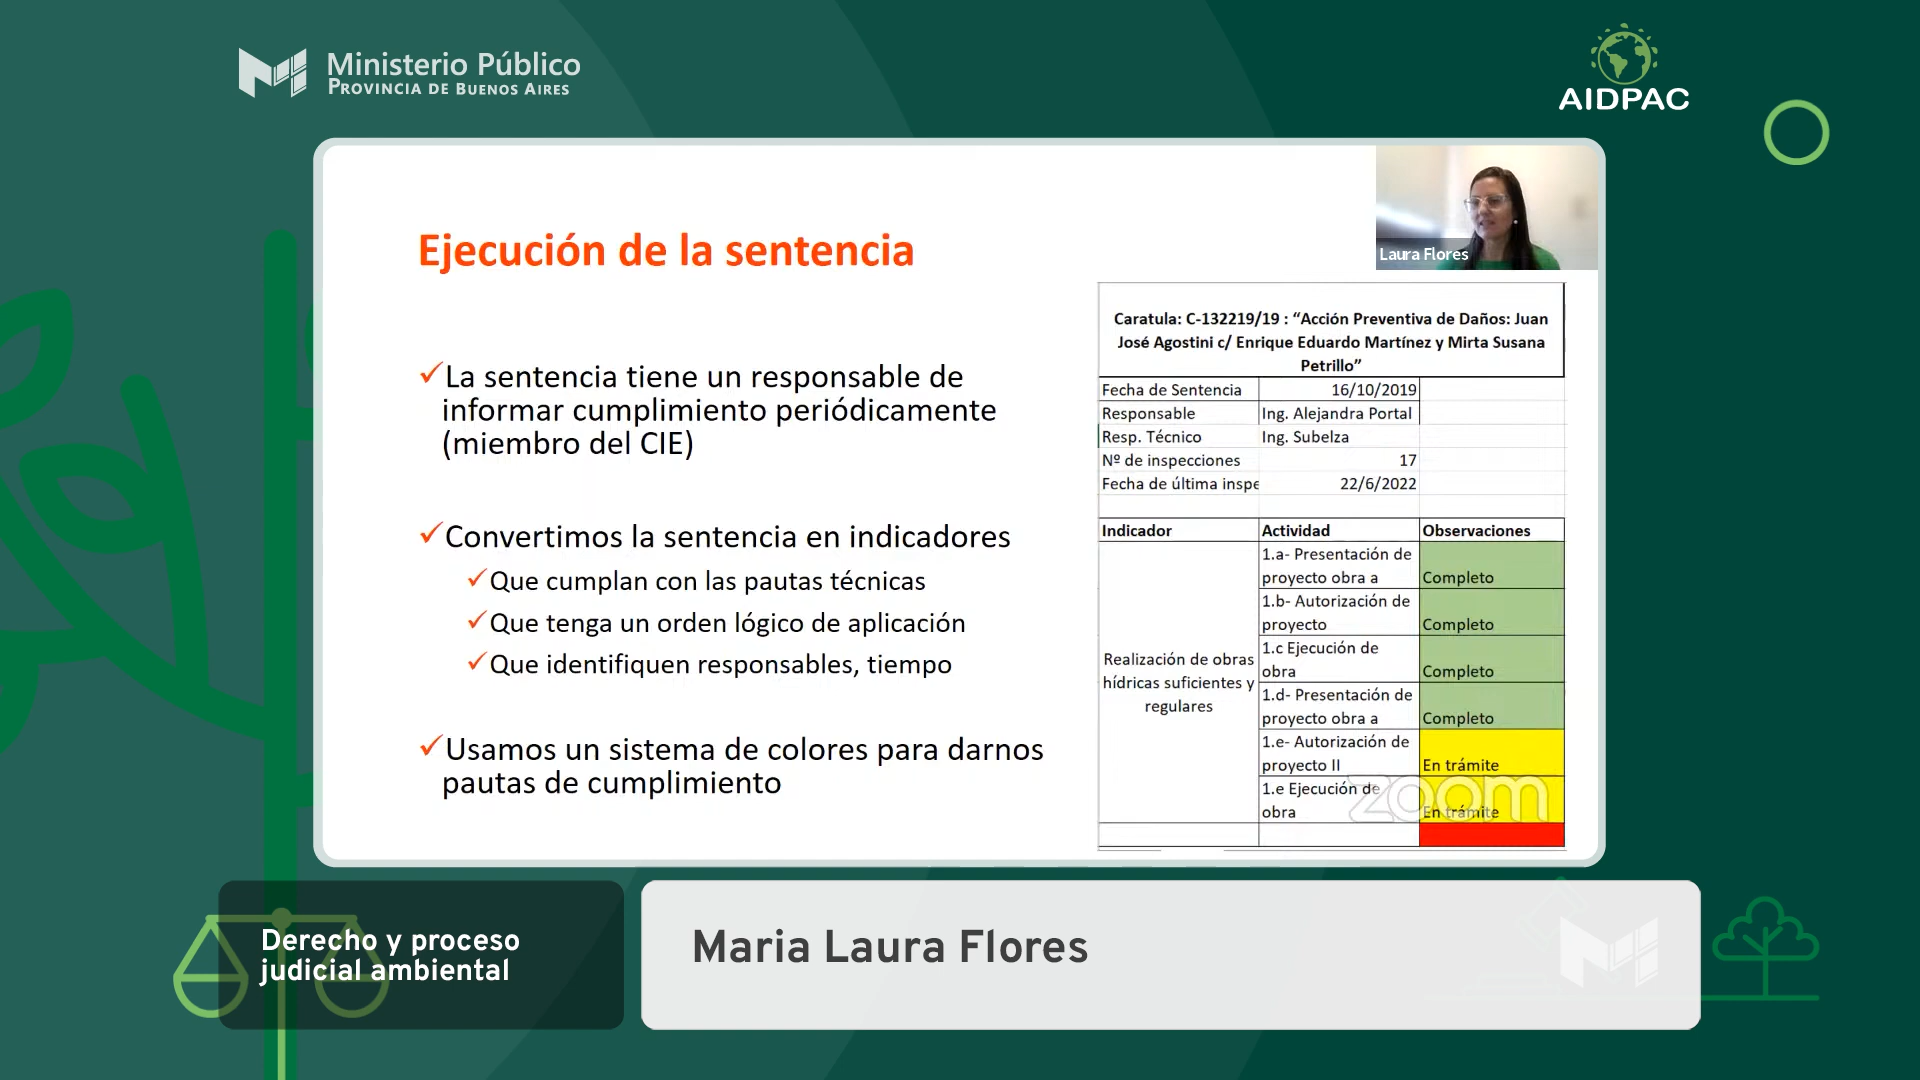 Ministerio Público
PROVINCIA DE BUENOS AIRES
AIDPAC
Laura Flores
Ejecución de la sentencia
✓La sentencia tiene un responsable de
informar cumplimiento periódicamente
(miembro del CIE)
✓Convertimos la sentencia en indicadores
✓Que cumplan con las pautas técnicas
✓Que tenga un orden lógico de aplicación
✓Que identifiquen responsables, tiempo
✓Usamos un sistema de colores para darnos
pautas de cumplimiento
Caratula: C-132219/19 : “Acción Preventiva de Daños: Juan
José Agostini c/ Enrique Eduardo Martínez y Mirta Susana
Petrillo”
Fecha de Sentencia 16/10/2019
Responsable Ing. Alejandra Portal
Resp. Técnico Ing. Subelza
Nº de inspecciones 17
Fecha de última inspe 22/6/2022
Indicador Actividad Observaciones
Realización de obras
hídricas suficientes y
regulares
1.a- Presentación de
proyecto obra a Completo
1.b- Autorización de
proyecto Completo
1.c Ejecución de
obra Completo
1.d- Presentación de
proyecto obra a Completo
1.e- Autorización de
proyecto II En trámite
1.e Ejecución de
obra En trámite
zoom
Derecho y proceso
judicial ambiental
Maria Laura Flores